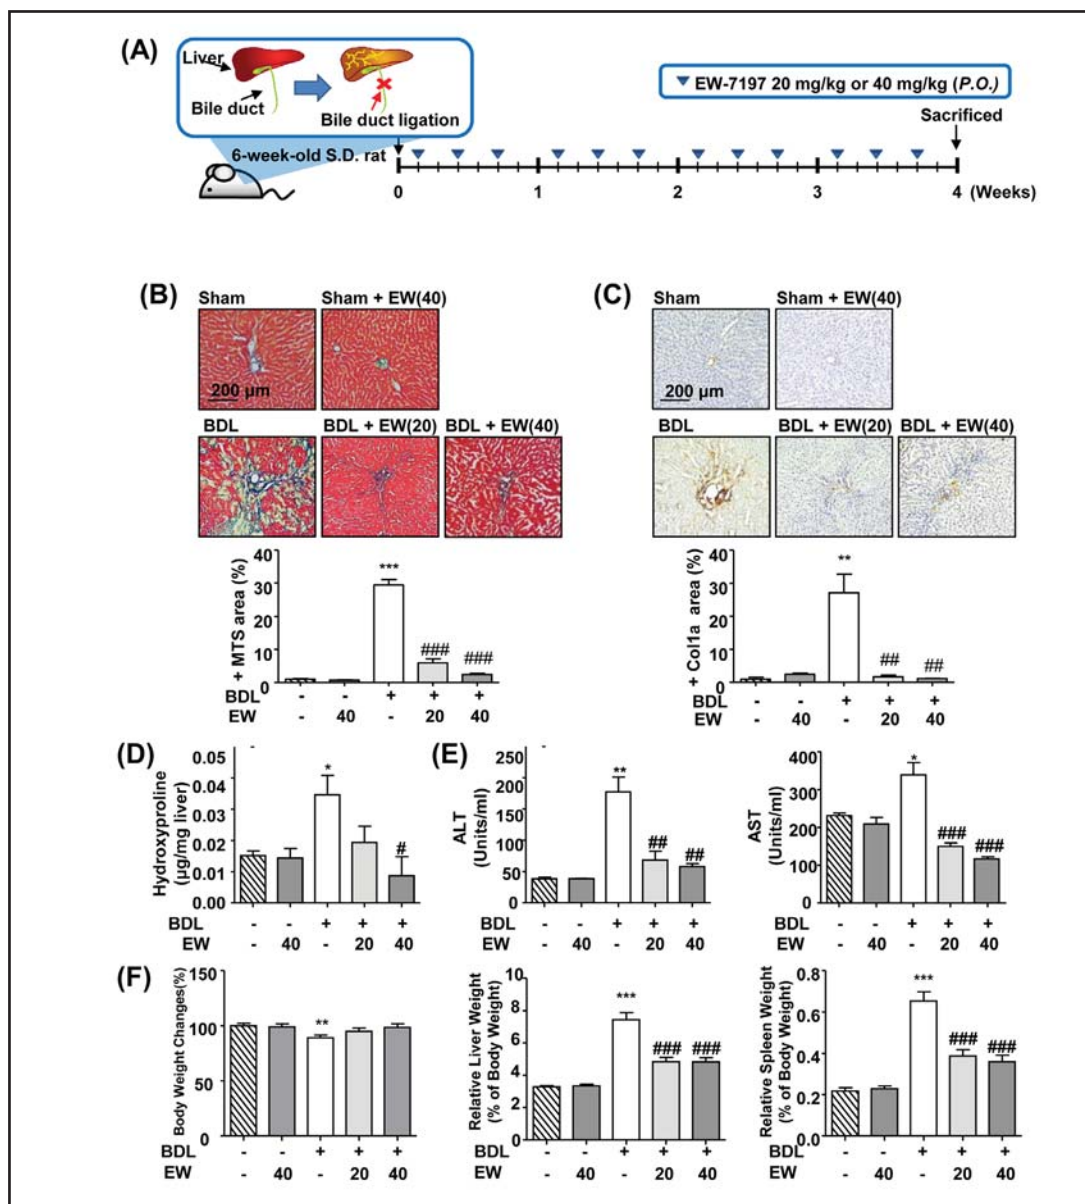 (A)
Liver
Bile duct
Bile duct ligation
EW-7197 20 mg/kg or 40 mg/kg (P.O.)
Sacrificed
6-week-old S.D. rat
0 1 2 3 4 (Weeks)
(B)
Sham Sham + EW(40)
200 µm
BDL BDL + EW(20) BDL + EW(40)
+ MTS area (%)
40
30
20
10
0
*** ### ###
BDL - - + + +
EW - 40 - 20 40
(C)
Sham Sham + EW(40)
200 µm
BDL BDL + EW(20) BDL + EW(40)
+ Col1a area (%)
40
30
20
10
0
** ## ##
BDL - - + + +
EW - 40 - 20 40
(D)
Hydroxyproline
(µg/mg liver)
0.05
0.04
0.03
0.02
0.01
0.00
* #
BDL - - + + +
EW - 40 - 20 40
(E)
ALT
(Units/ml)
200
150
100
50
0
** ## ##
BDL - - + + +
EW - 40 - 20 40
AST
(Units/ml)
400
300
200
100
0
* ### ###
BDL - - + + +
EW - 40 - 20 40
(F)
Body Weight Changes(%)
150
100
50
0
**
BDL - - + + +
EW - 40 - 20 40
Relative Liver Weight
(% of Body Weight)
10
8
6
4
2
0
*** ### ###
BDL - - + + +
EW - 40 - 20 40
Relative Spleen Weight
(% of Body Weight)
0.8
0.6
0.4
0.2
0.0
*** ### ###
BDL - - + + +
EW - 40 - 20 40